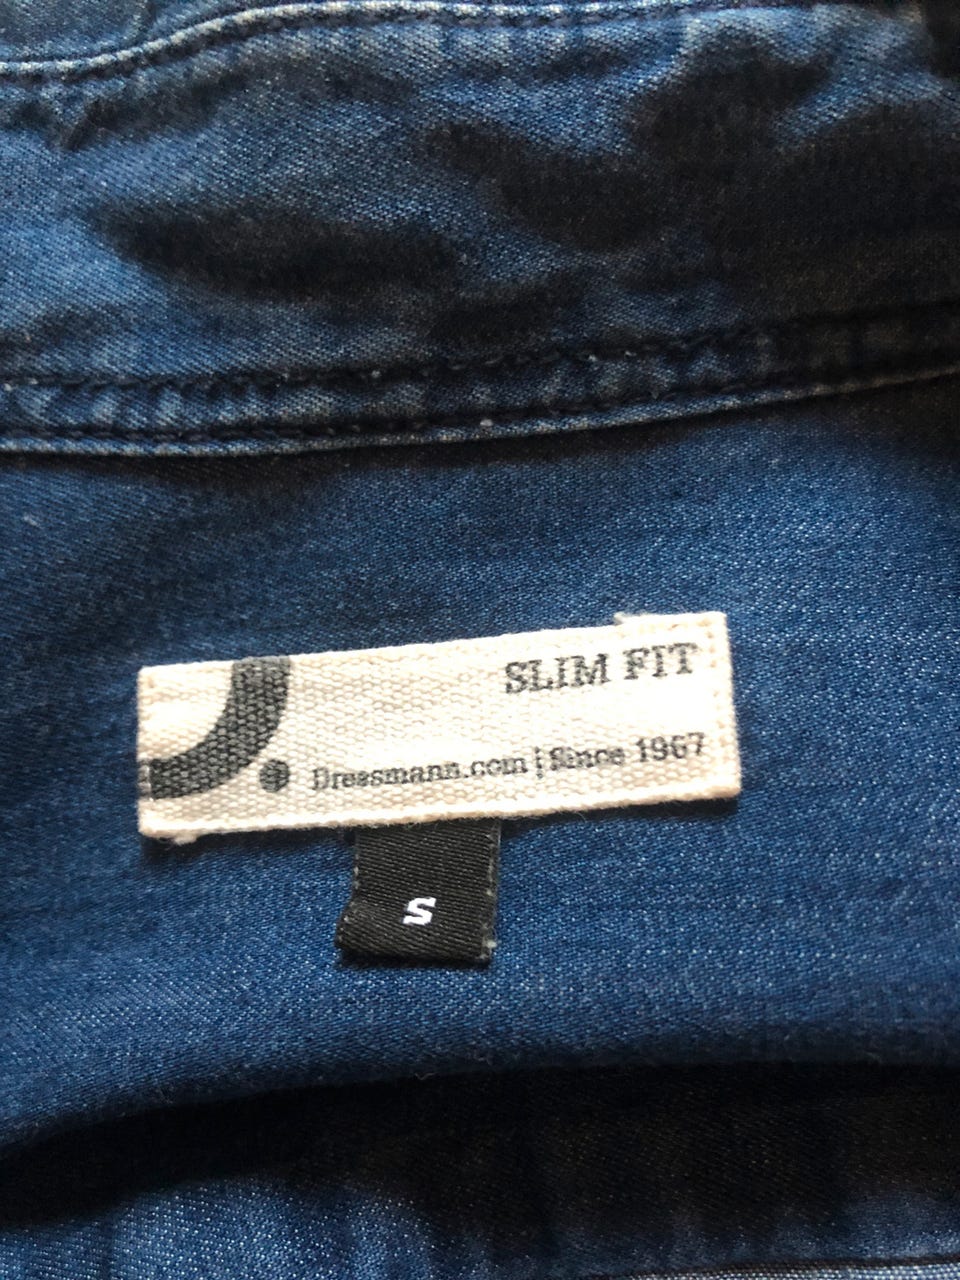 SLIM FIT
Dressmann.com | Since 1967
S